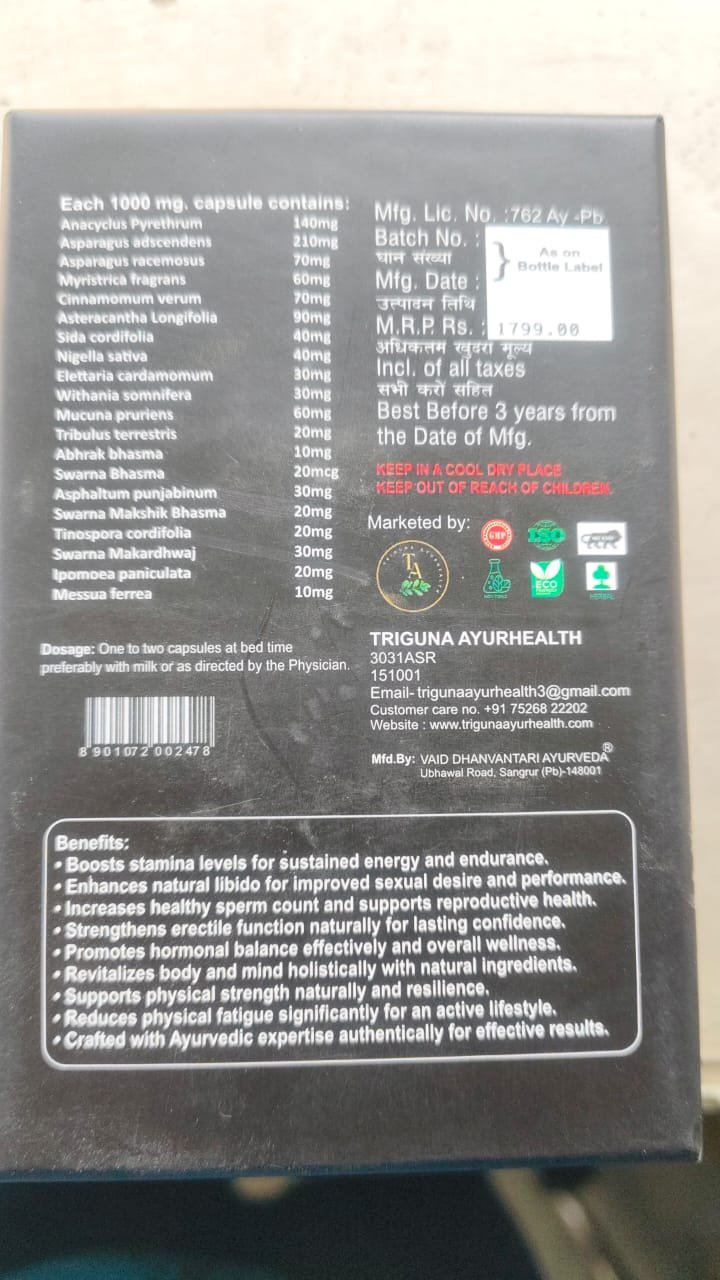 Each 1000 mg. capsule contains:
Anacyclus Pyrethrum 140mg
Asparagus adscendens 210mg
Asparagus racemosus 70mg
Myristrica fragrans 60mg
Cinnamomum verum 70mg
Asteracantha Longifolia 90mg
Sida cordifolia 40mg
Nigella sativa 40mg
Elettaria cardamomum 30mg
Withania somnifera 30mg
Mucuna pruriens 60mg
Tribulus terrestris 20mg
Abhrak bhasma 10mg
Swarna Bhasma 20mcg
Asphaltum punjabinum 30mg
Swarna Makshik Bhasma 20mg
Tinospora cordifolia 20mg
Swarna Makardhwaj 30mg
Ipomoea paniculata 20mg
Messua ferrea 10mg
Dosage: One to two capsules at bed time
preferably with milk or as directed by the Physician.
8 901072 002478
Mfg. Lic. No. :762 Ay -Pb
Batch No. :
घान संख्या
Mfg. Date :
उत्पादन तिथि
As on
Bottle Label
M.R.P. Rs. : 1799.00
अधिकतम खुदरा मूल्य
Incl. of all taxes
सभी करों सहित
Best Before 3 years from
the Date of Mfg.
KEEP IN A COOL DRY PLACE
KEEP OUT OF REACH OF CHILDREN.
Marketed by:
GMP
ISO
TRIGUNA AYURHEALTH
TA
ECO
HERBAL
TRIGUNA AYURHEALTH
3031ASR
151001
Email- trigunaayurhealth3@gmail.com
Customer care no. +91 75268 22202
Website : www.trigunaayurhealth.com
Mfd.By: VAID DHANVANTARI AYURVEDA®
Ubhawal Road, Sangrur (Pb)-148001
Benefits:
• Boosts stamina levels for sustained energy and endurance.
• Enhances natural libido for improved sexual desire and performance.
• Increases healthy sperm count and supports reproductive health.
• Strengthens erectile function naturally for lasting confidence.
• Promotes hormonal balance effectively and overall wellness.
• Revitalizes body and mind holistically with natural ingredients.
• Supports physical strength naturally and resilience.
• Reduces physical fatigue significantly for an active lifestyle.
• Crafted with Ayurvedic expertise authentically for effective results.